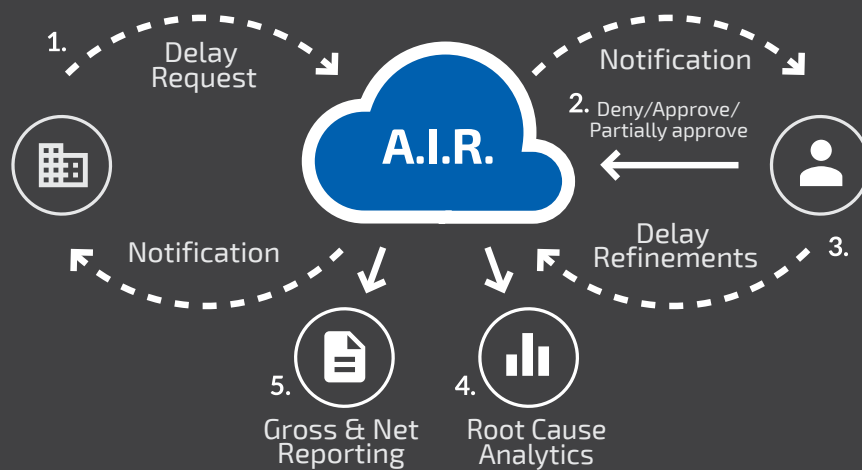 1.
Delay
Request
A.I.R.
Notification
2. Deny/Approve/
Partially approve
Notification
Delay
Refinements
3.
5.
Gross & Net
Reporting
4.
Root Cause
Analytics